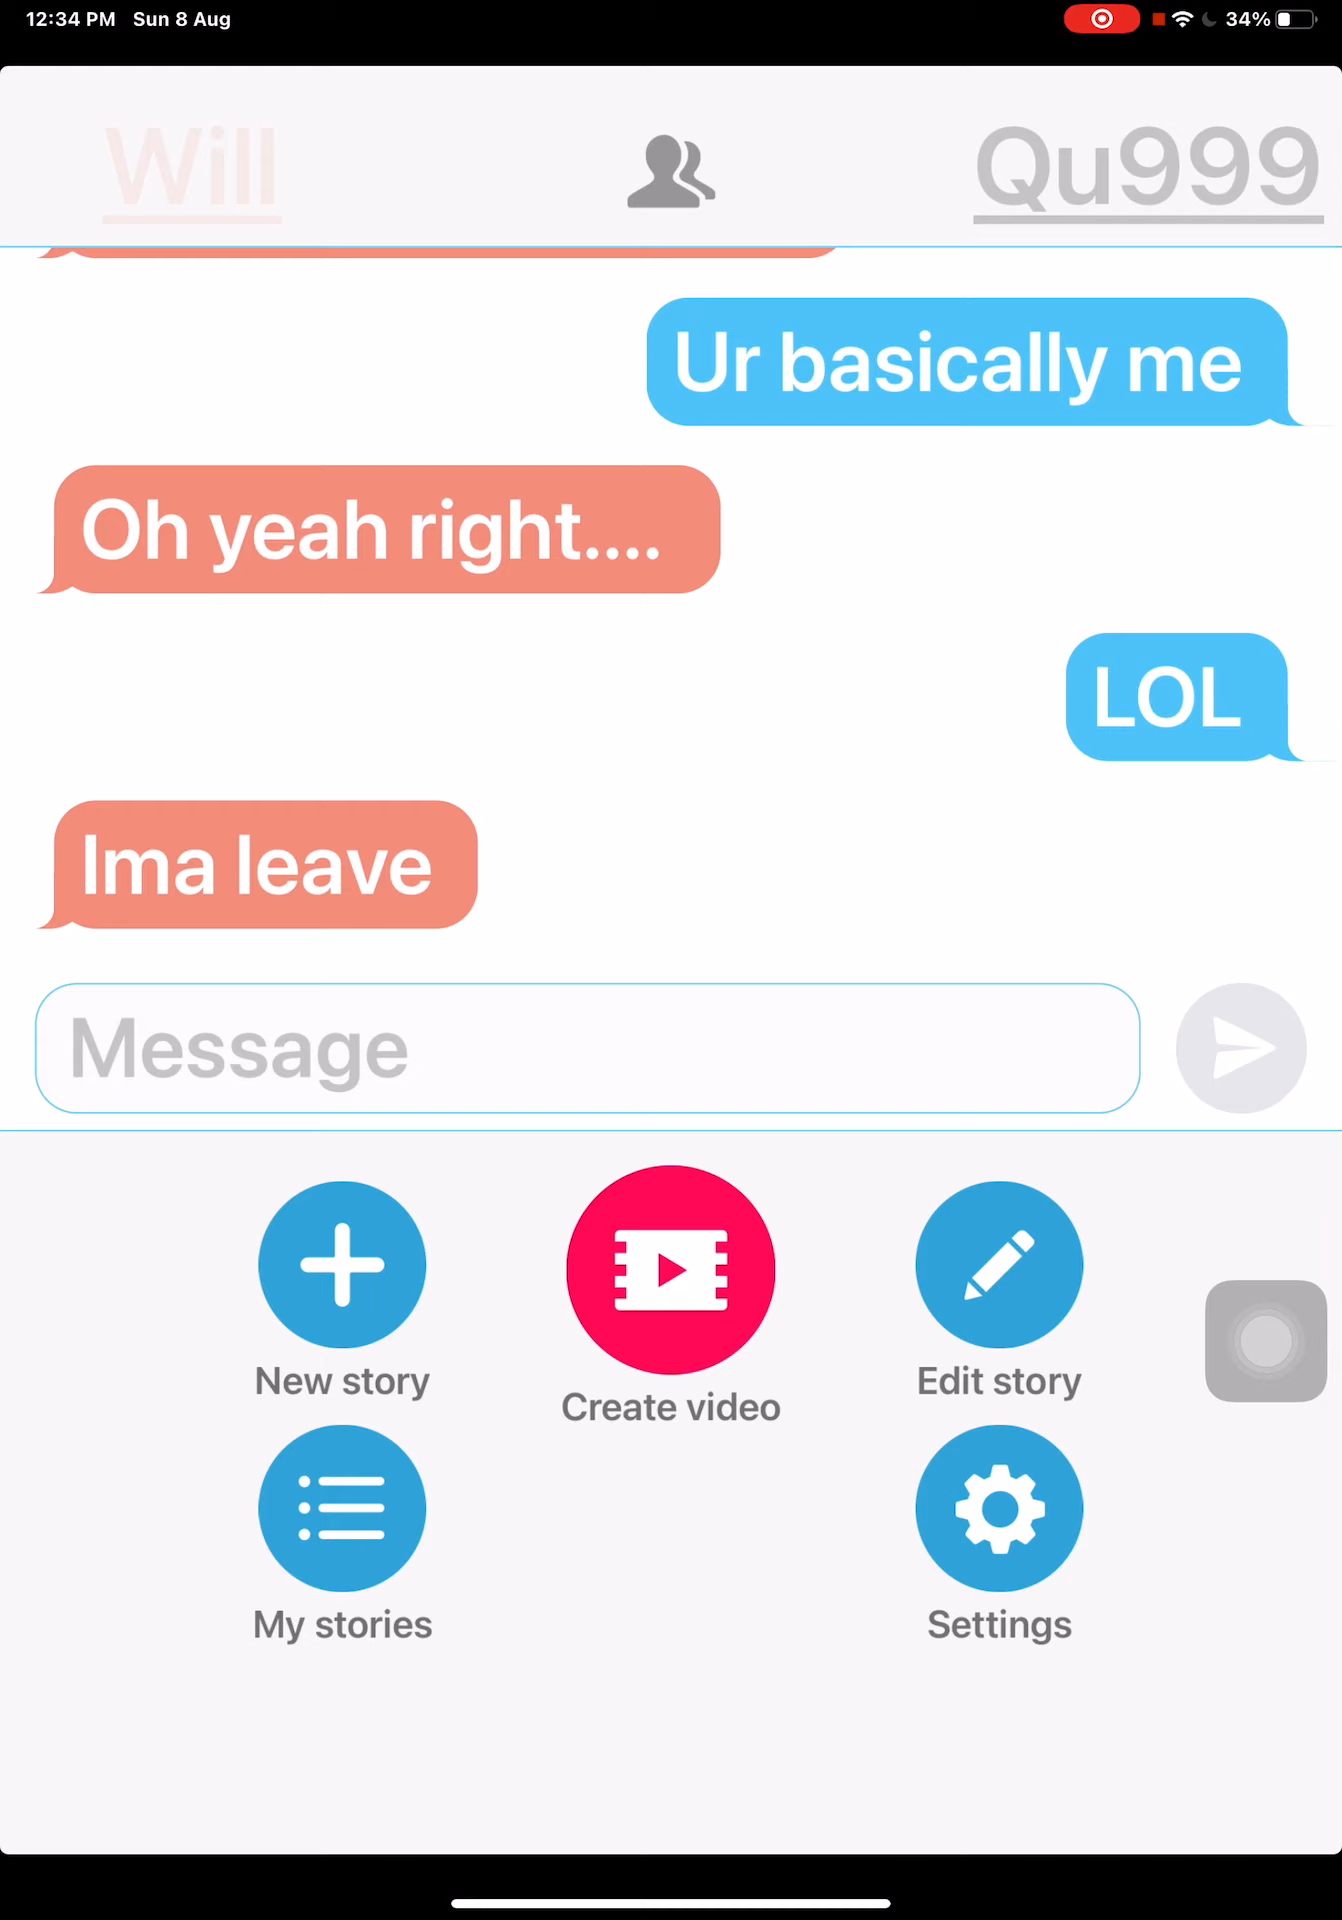 12:34 PM Sun 8 Aug 34%
Will Qu999
Ur basically me
Oh yeah right....
LOL
Ima leave
Message
New story
Create video
Edit story
My stories
Settings